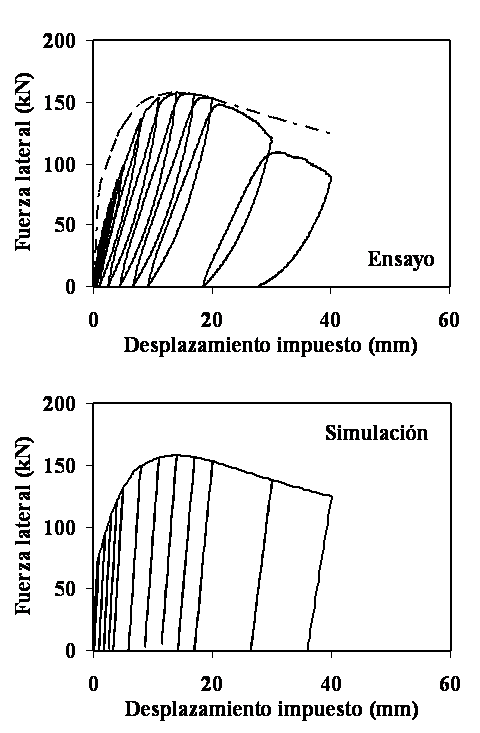 200
150
100
50
0
Fuerza lateral (kN)
Ensayo
0 20 40 60
Desplazamiento impuesto (mm)
200
150
100
50
0
Fuerza lateral (kN)
Simulación
0 20 40 60
Desplazamiento impuesto (mm)